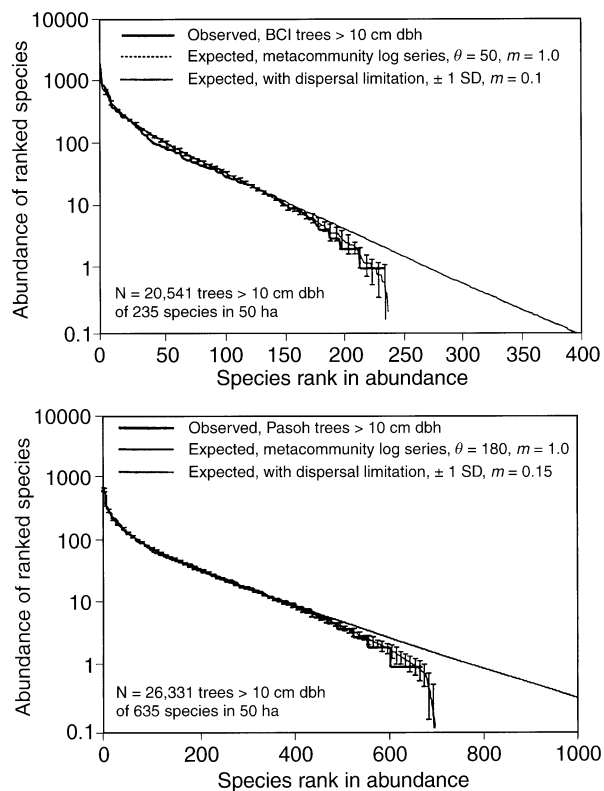 10000
1000
100
10
1
0.1
Abundance of ranked species
Observed, BCI trees > 10 cm dbh
Expected, metacommunity log series, θ = 50, m = 1.0
Expected, with dispersal limitation, ± 1 SD, m = 0.1
N = 20,541 trees > 10 cm dbh
of 235 species in 50 ha
0 50 100 150 200 250 300 350 400
Species rank in abundance
10000
1000
100
10
1
0.1
Abundance of ranked species
Observed, Pasoh trees > 10 cm dbh
Expected, metacommunity log series, θ = 180, m = 1.0
Expected, with dispersal limitation, ± 1 SD, m = 0.15
N = 26,331 trees > 10 cm dbh
of 635 species in 50 ha
0 200 400 600 800 1000
Species rank in abundance